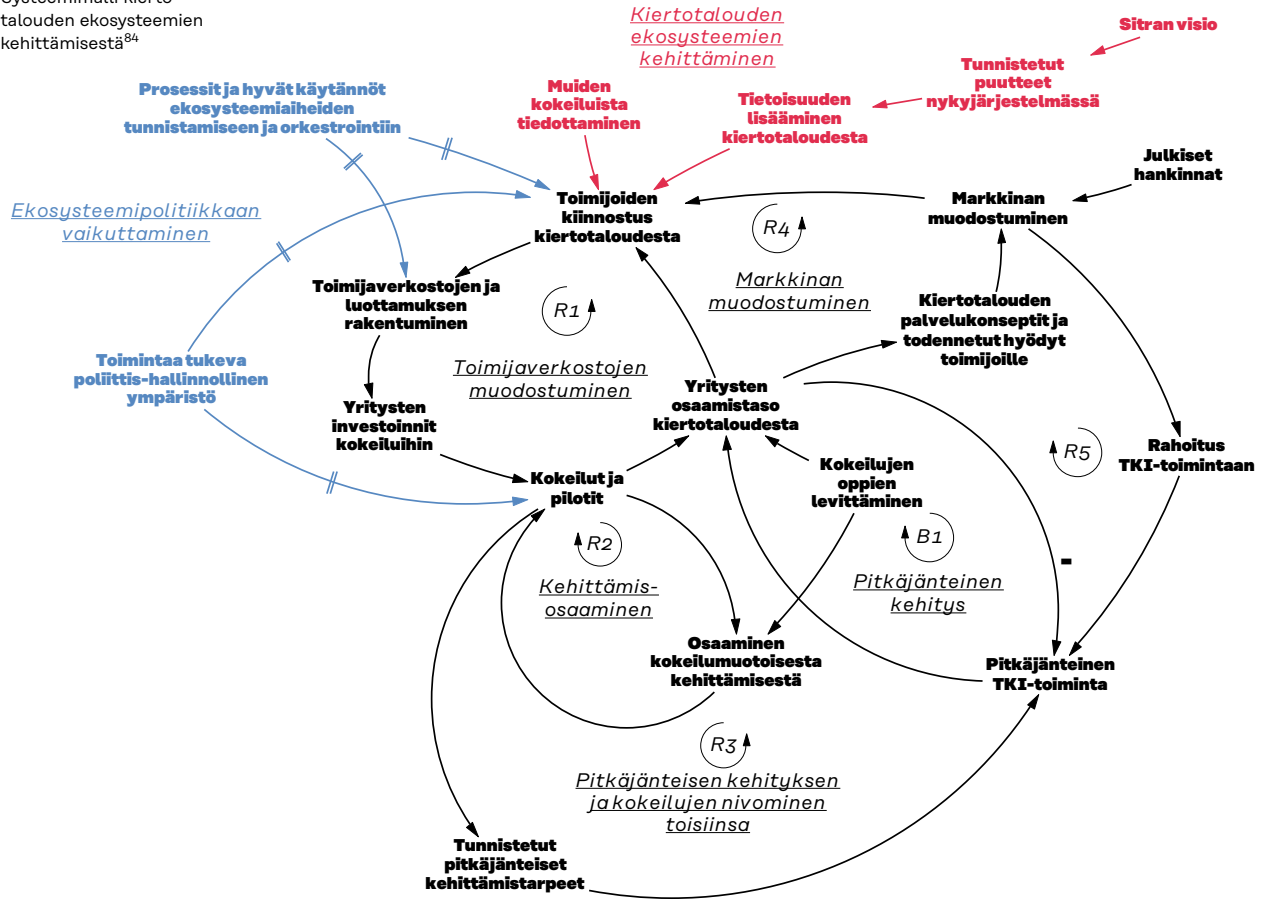 talouden ekosysteemien
kehittämisestä⁸⁴
Kiertotalouden
ekosysteemien
kehittäminen
Sitran visio
Tunnistetut
puutteet
nykyjärjestelmässä
Prosessit ja hyvät käytännöt
ekosysteemiaiheiden
tunnistamiseen ja orkestrointiin
Muiden
kokeiluista
tiedottaminen
Tietoisuuden
lisääminen
kiertotaloudesta
Julkiset
hankinnat
Ekosysteemipolitiikkaan
vaikuttaminen
Toimijoiden
kiinnostus
kiertotaloudesta
Markkinan
muodostuminen
R4
Markkinan
muodostuminen
Toimijaverkostojen ja
luottamuksen
rakentuminen
R1
Kiertotalouden
palvelukonseptit ja
todennetut hyödyt
toimijoille
Toimintaa tukeva
poliittis-hallinnollinen
ympäristö
Toimijaverkostojen
muodostuminen
Yritysten
osaamistaso
kiertotaloudesta
Yritysten
investoinnit
kokeiluihin
R5
Rahoitus
TKI-toimintaan
Kokeilut ja
pilotit
Kokeilujen
oppien
levittäminen
R2
B1
Kehittämis-
osaaminen
Pitkäjänteinen
kehitys
-
Osaaminen
kokeilumuotoisesta
kehittämisestä
Pitkäjänteinen
TKI-toiminta
R3
Pitkäjänteisen kehityksen
ja kokeilujen nivominen
toisiinsa
Tunnistetut
pitkäjänteiset
kehittämistarpeet